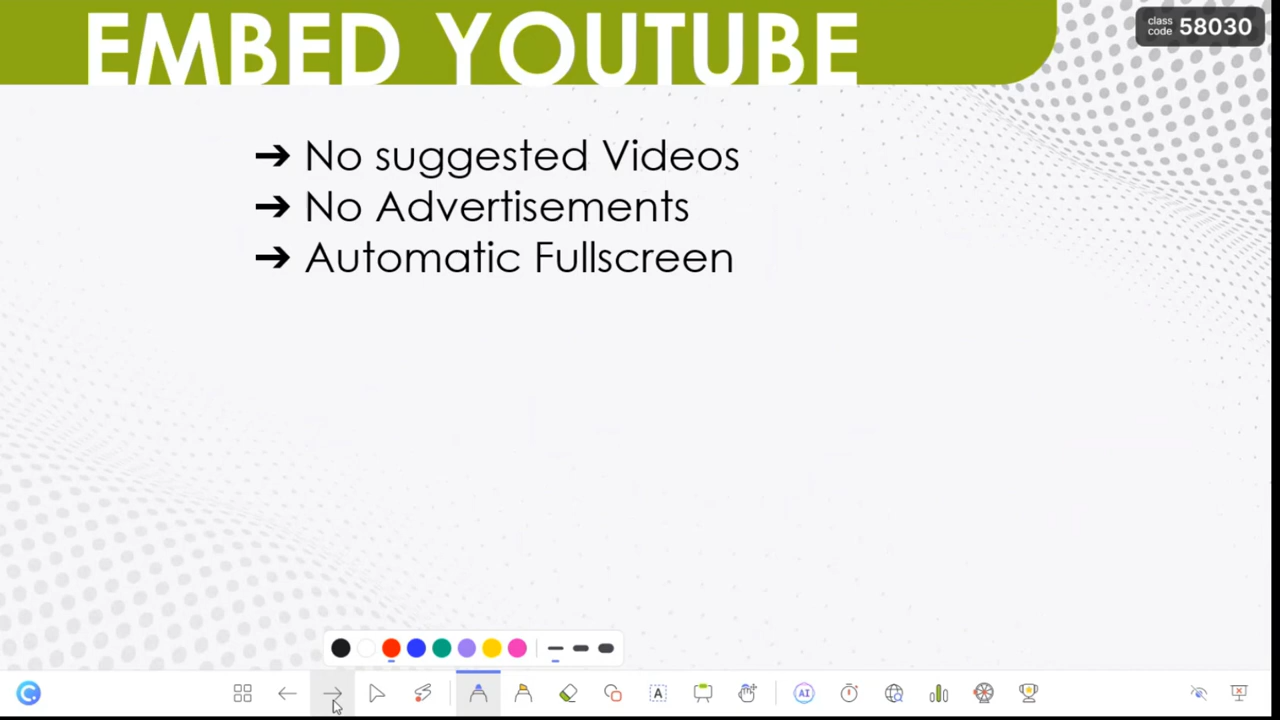 EMBED YOUTUBE
class code 58030
➔ No suggested Videos
➔ No Advertisements
➔ Automatic Fullscreen
A
AI